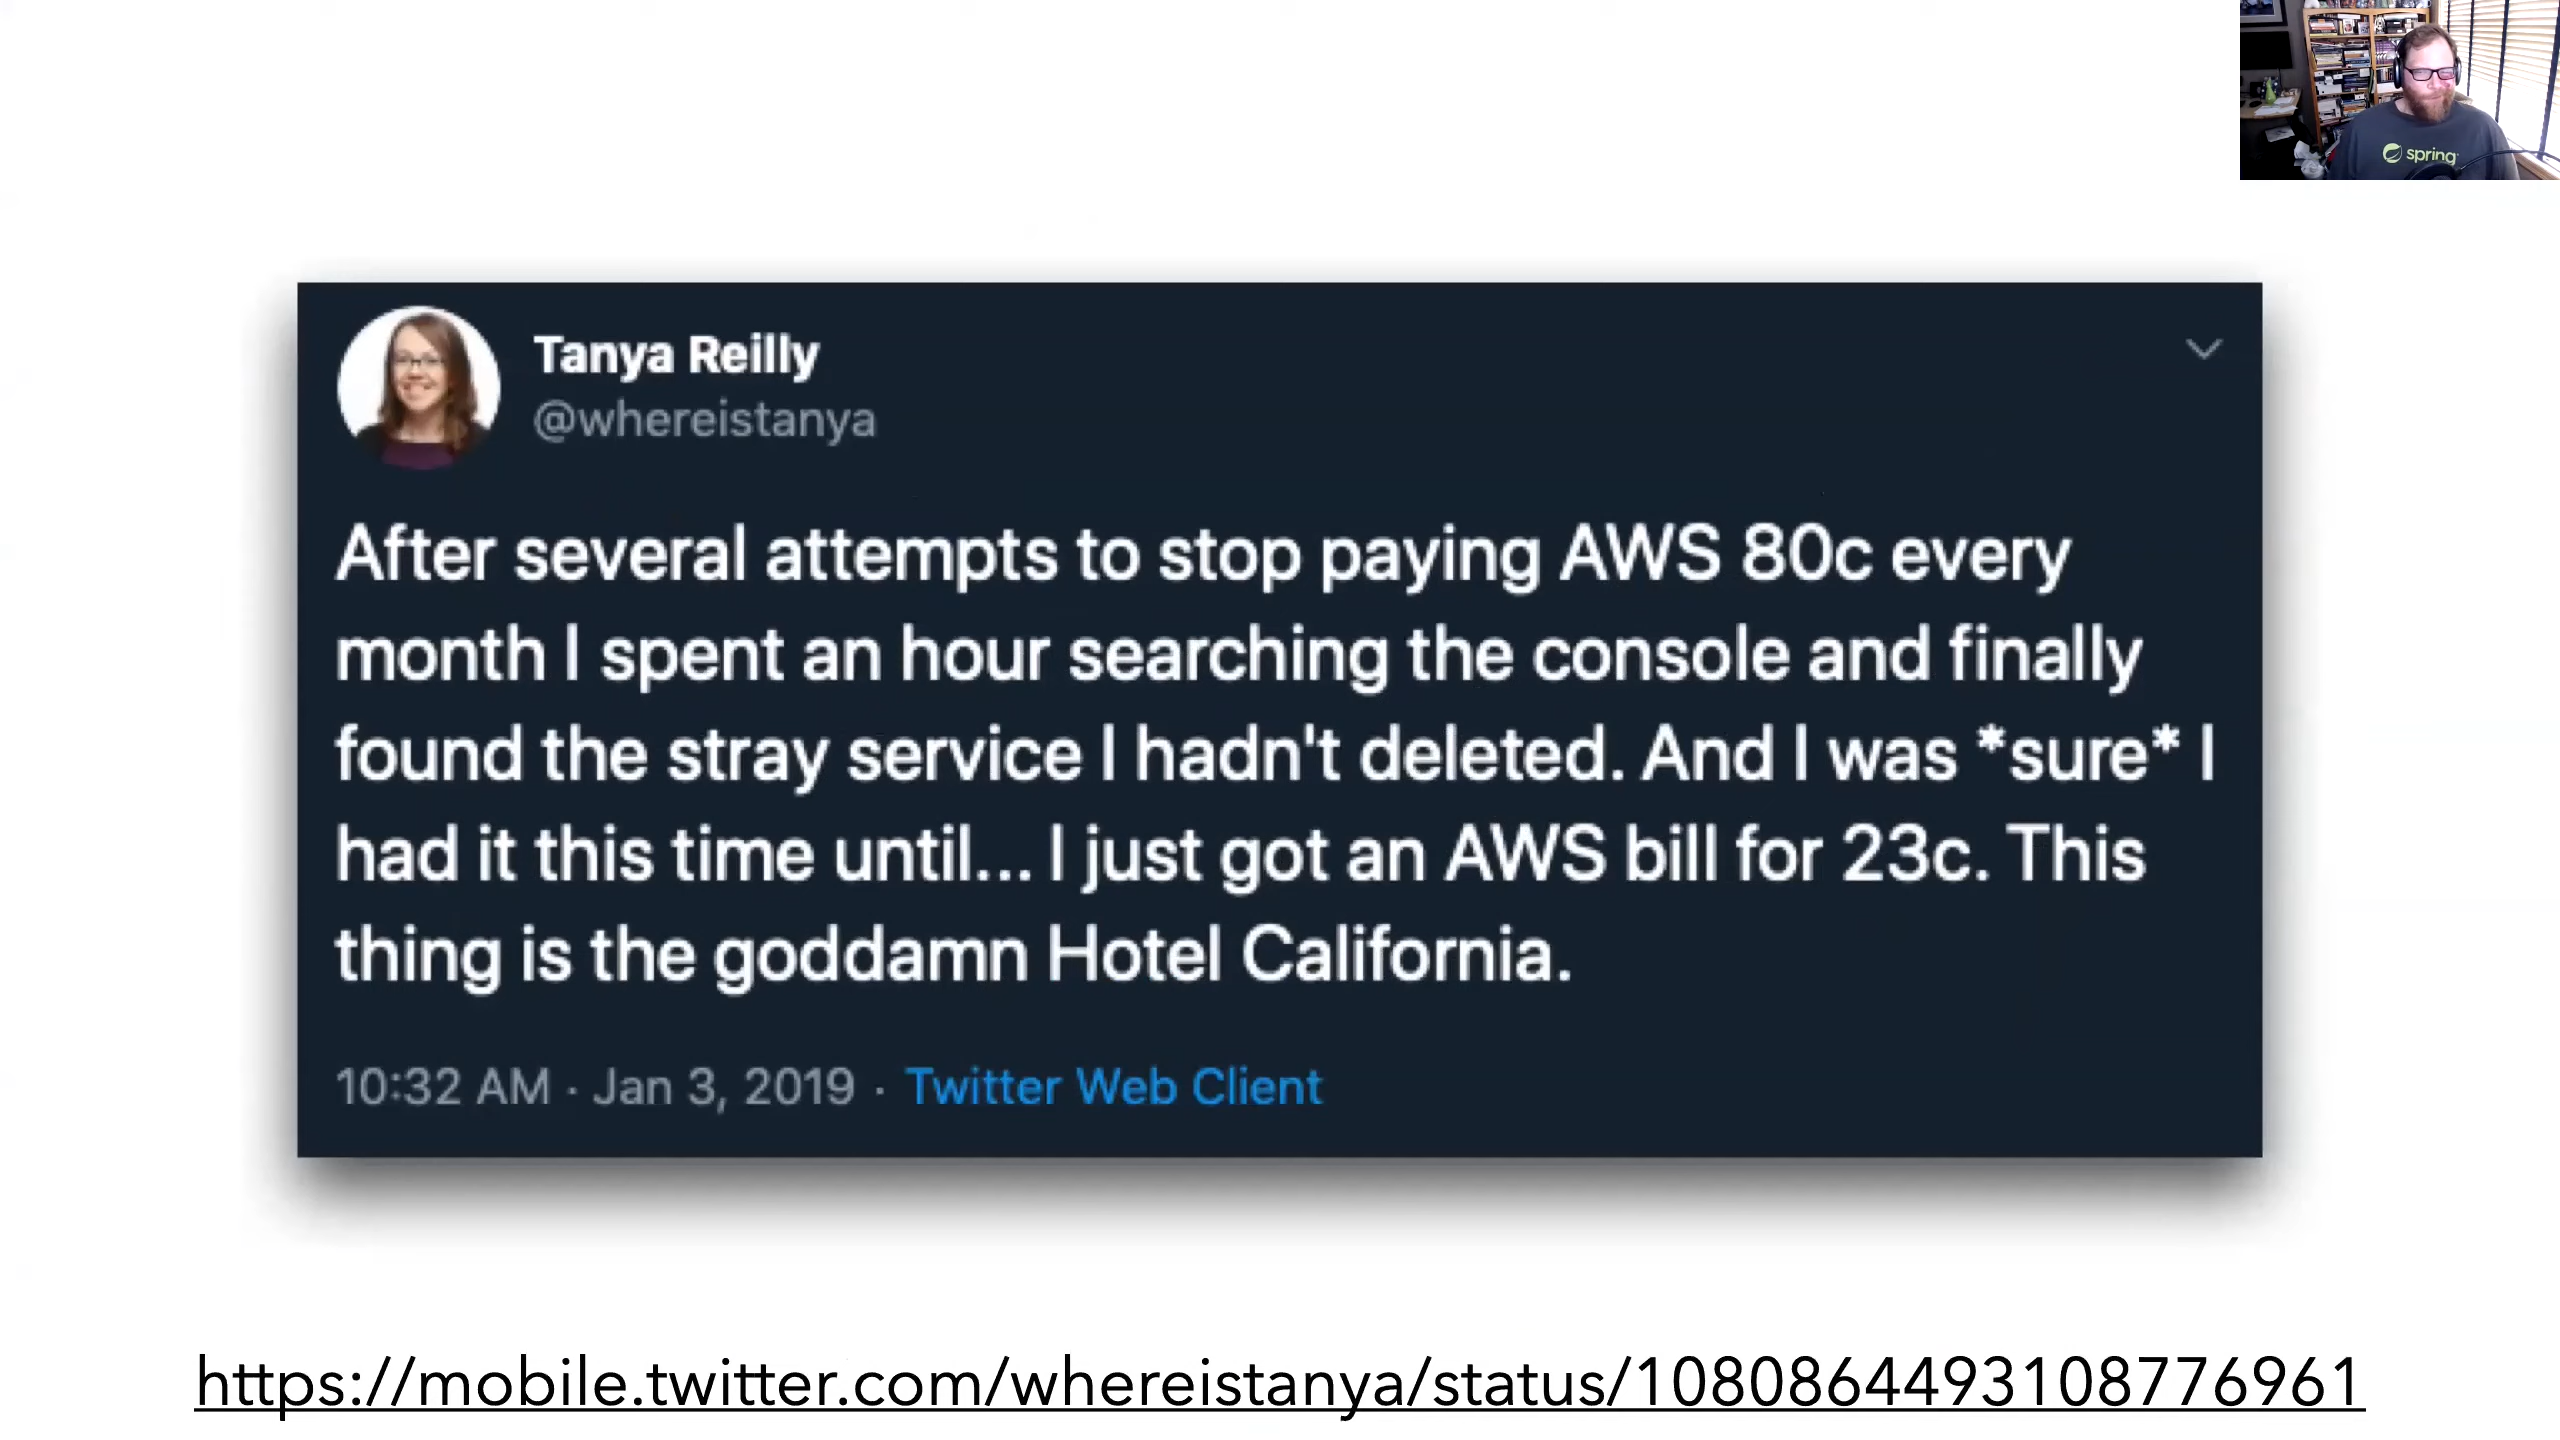 spring
Tanya Reilly
@whereistanya
After several attempts to stop paying AWS 80c every
month I spent an hour searching the console and finally
found the stray service I hadn't deleted. And I was *sure* I
had it this time until... I just got an AWS bill for 23c. This
thing is the goddamn Hotel California.
10:32 AM · Jan 3, 2019 · Twitter Web Client
https://mobile.twitter.com/whereistanya/status/1080864493108776961